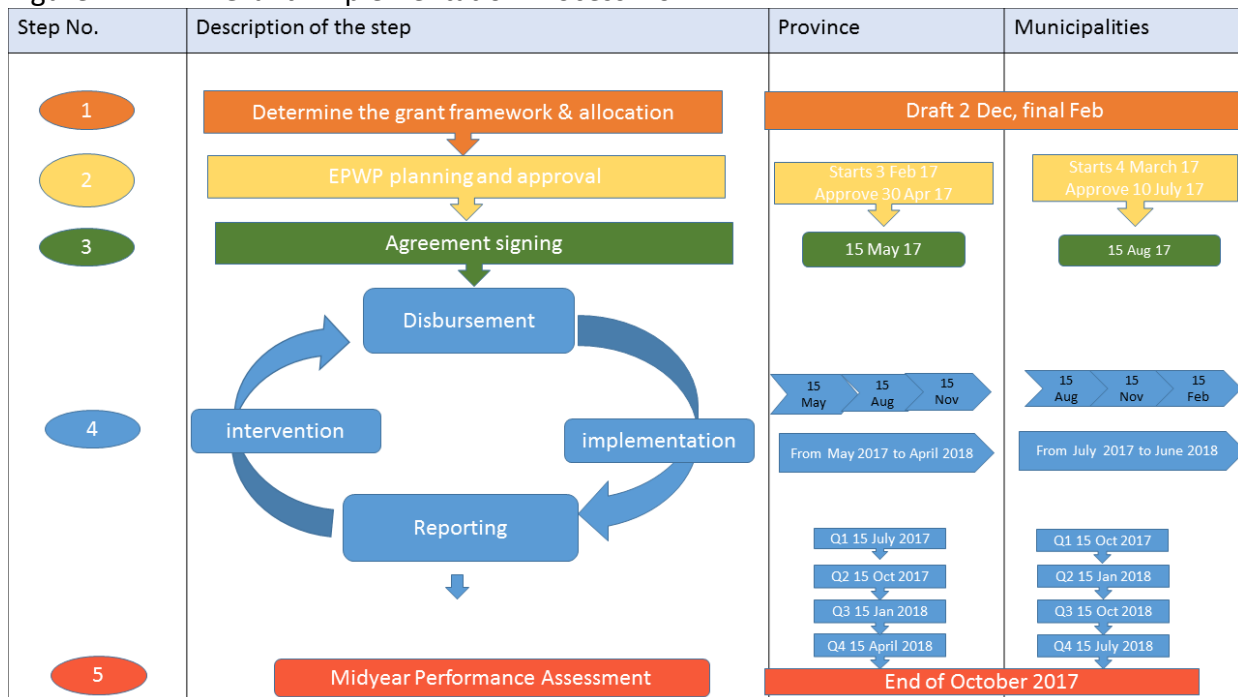 Step No.
Description of the step
Province
Municipalities
1
Determine the grant framework & allocation
Draft 2 Dec, final Feb
2
EPWP planning and approval
Starts 3 Feb 17
Approve 30 Apr 17
Starts 4 March 17
Approve 10 July 17
3
Agreement signing
15 May 17
15 Aug 17
Disbursement
15
May
15
Aug
15
Nov
15
Aug
15
Nov
15
Feb
4
intervention
implementation
From May 2017 to April 2018
From July 2017 to June 2018
Reporting
Q1 15 July 2017
Q2 15 Oct 2017
Q3 15 Jan 2018
Q4 15 April 2018
Q1 15 Oct 2017
Q2 15 Jan 2018
Q3 15 Oct 2018
Q4 15 July 2018
5
Midyear Performance Assessment
End of October 2017